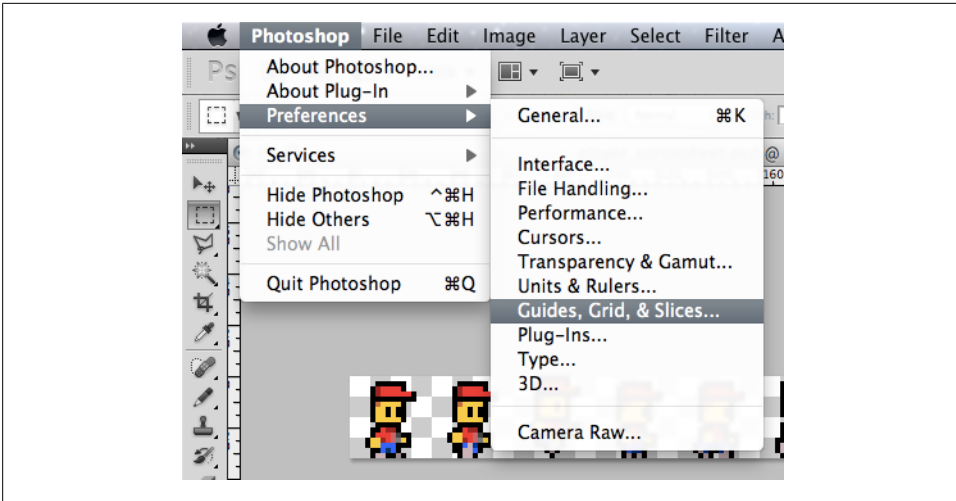 Photoshop File Edit Image Layer Select Filter A
Ps
About Photoshop...
About Plug-In
Preferences
Services
Hide Photoshop ^⌘H
Hide Others ⌥⌘H
Show All
Quit Photoshop ⌘Q
General... ⌘K
Interface...
File Handling...
Performance...
Cursors...
Transparency & Gamut...
Units & Rulers...
Guides, Grid, & Slices...
Plug-Ins...
Type...
3D...
Camera Raw...
h:
@
160